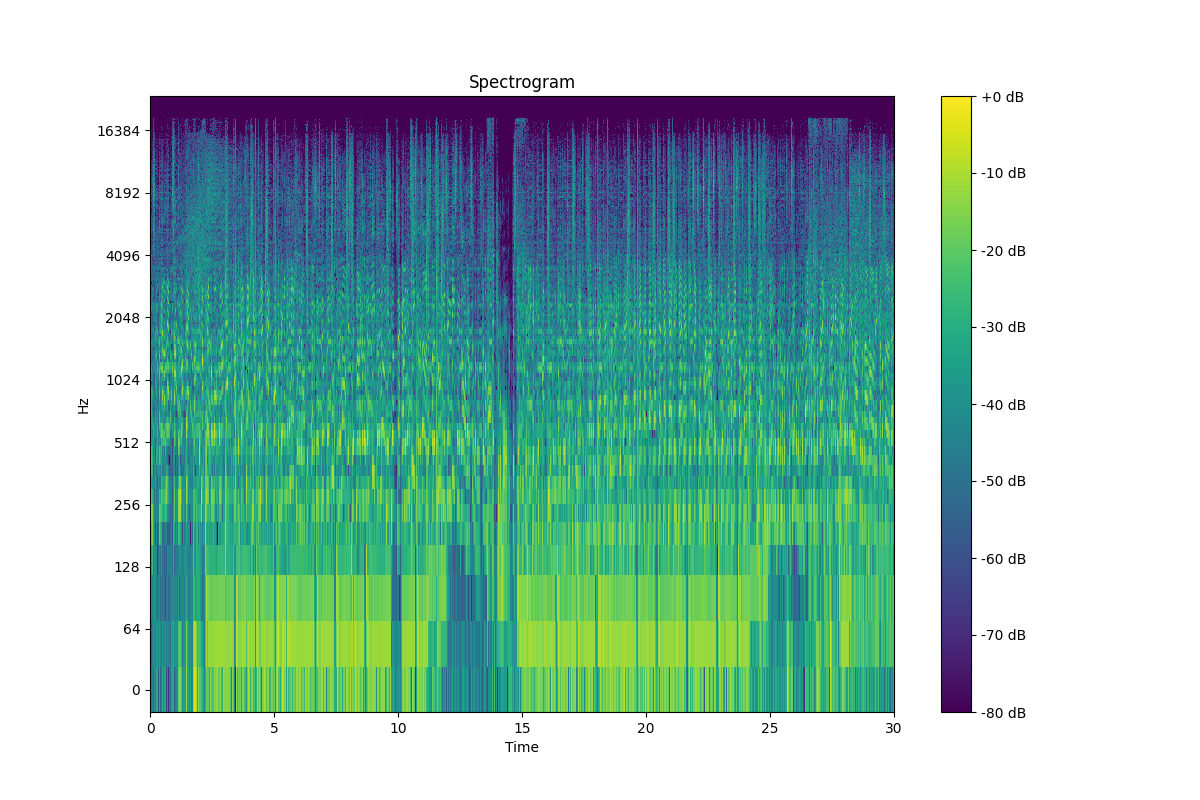 Spectrogram
Hz
16384
8192
4096
2048
1024
512
256
128
64
0
0 5 10 15 20 25 30
Time
+0 dB
-10 dB
-20 dB
-30 dB
-40 dB
-50 dB
-60 dB
-70 dB
-80 dB